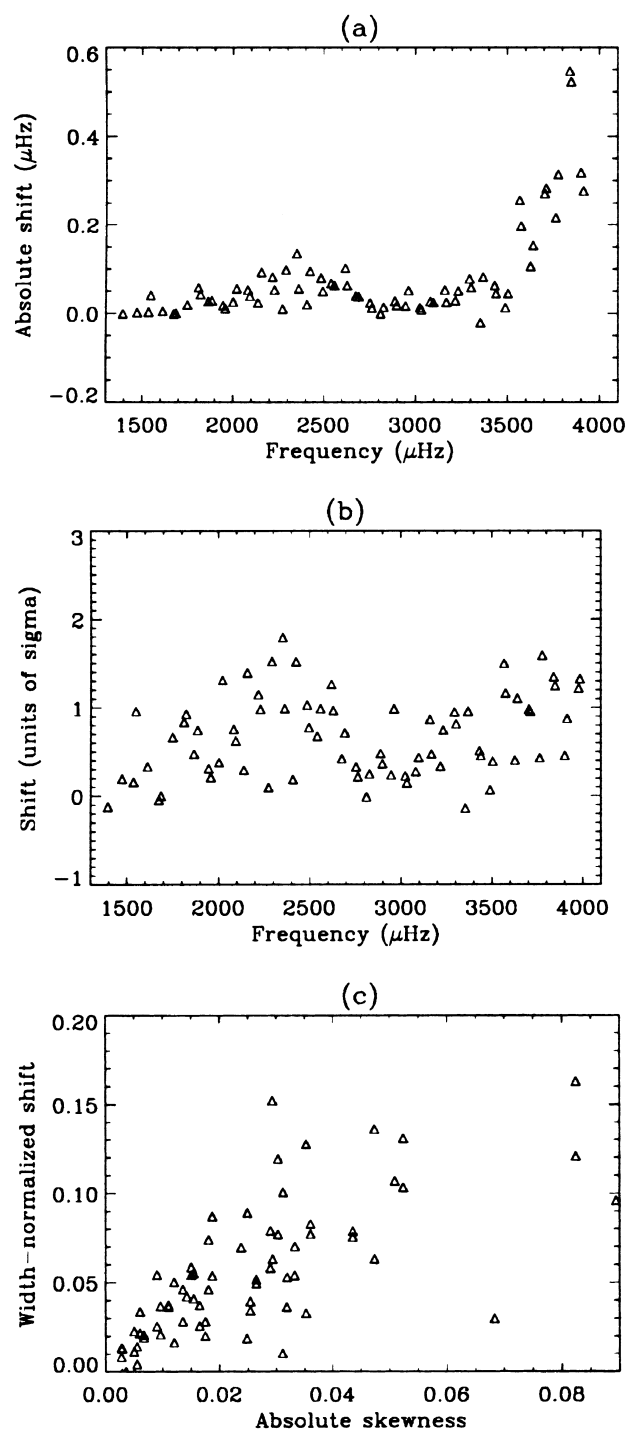 (a)
Absolute shift (μHz)
0.6
0.4
0.2
0.0
−0.2
1500 2000 2500 3000 3500 4000
Frequency (μHz)
(b)
Shift (units of sigma)
3
2
1
0
−1
1500 2000 2500 3000 3500 4000
Frequency (μHz)
(c)
Width−normalized shift
0.20
0.15
0.10
0.05
0.00
0.00 0.02 0.04 0.06 0.08
Absolute skewness